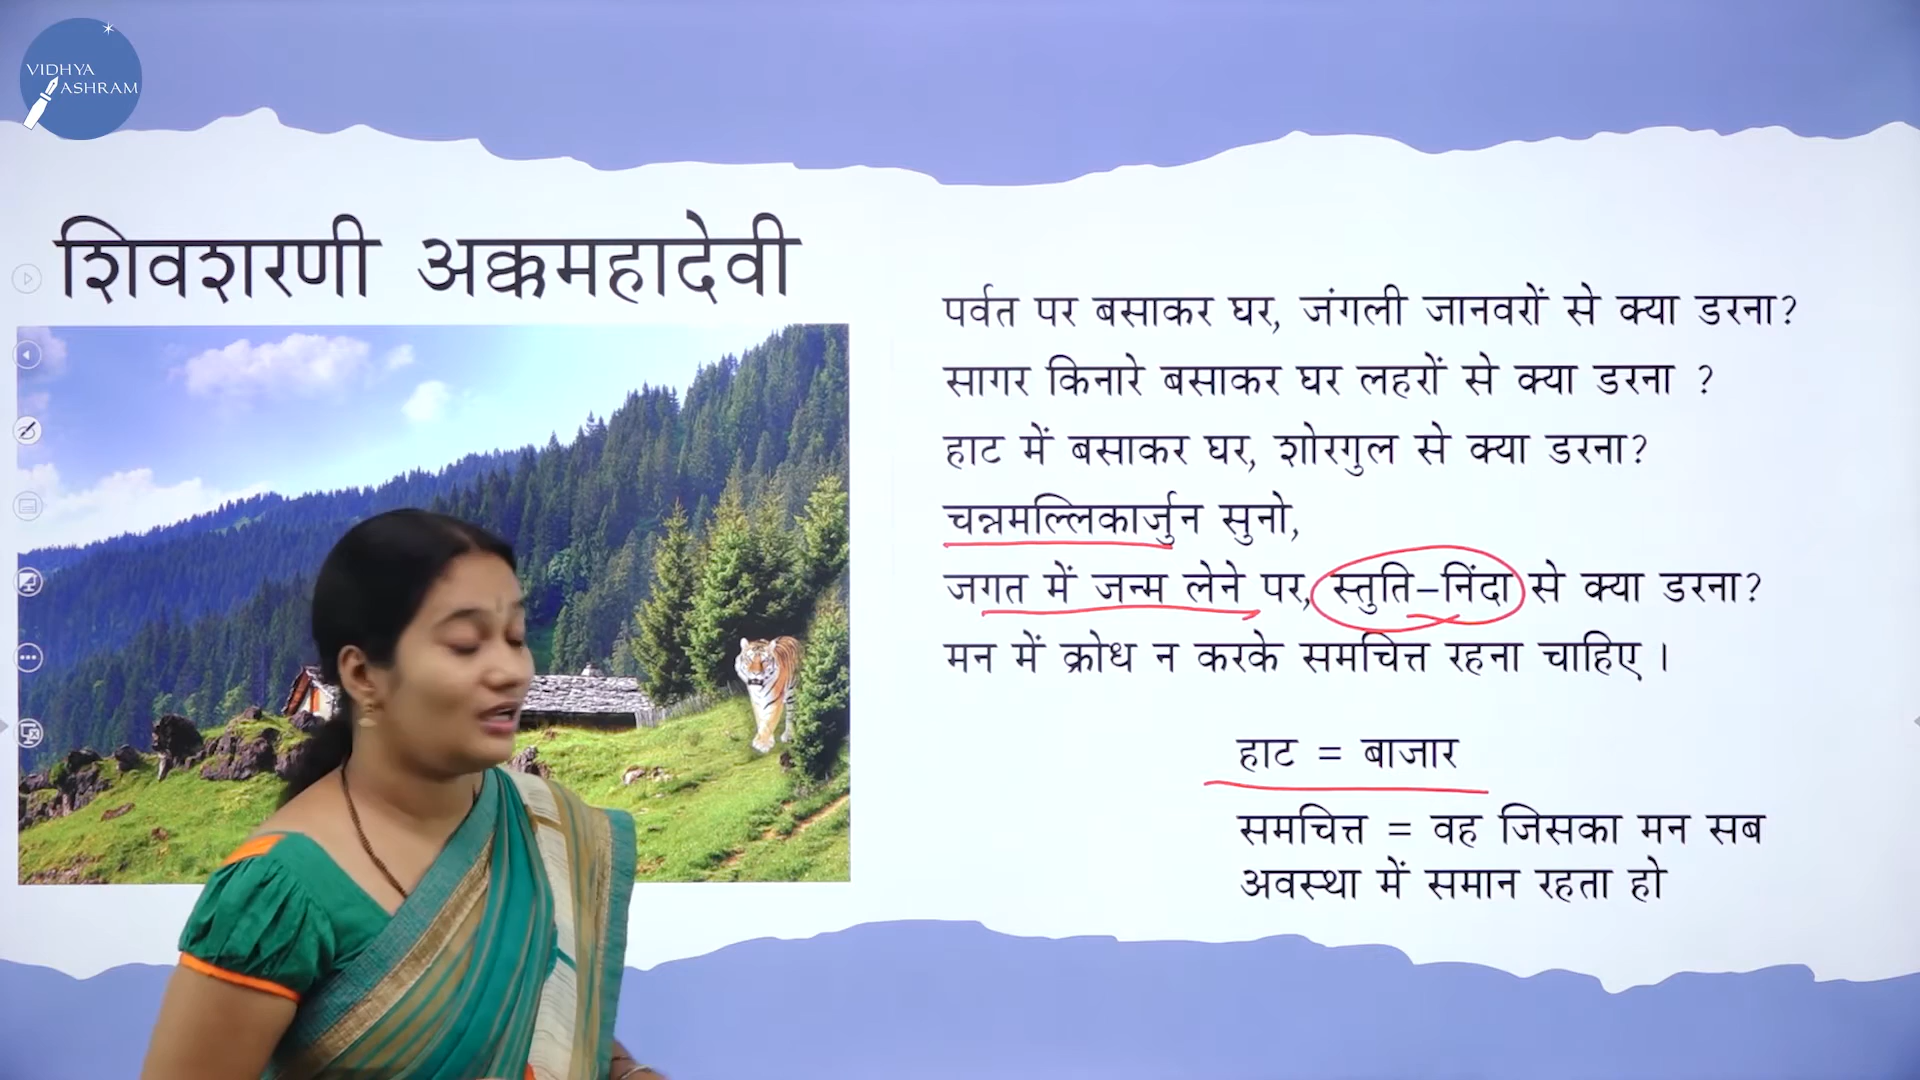 VIDHYA
ASHRAM
शिवशरणी अक्कमहादेवी
पर्वत पर बसाकर घर, जंगली जानवरों से क्या डरना?
सागर किनारे बसाकर घर लहरों से क्या डरना ?
हाट में बसाकर घर, शोरगुल से क्या डरना?
चन्नमल्लिकार्जुन सुनो,
जगत में जन्म लेने पर, स्तुति–निंदा से क्या डरना?
मन में क्रोध न करके समचित्त रहना चाहिए ।
हाट = बाजार
समचित्त = वह जिसका मन सब
अवस्था में समान रहता हो